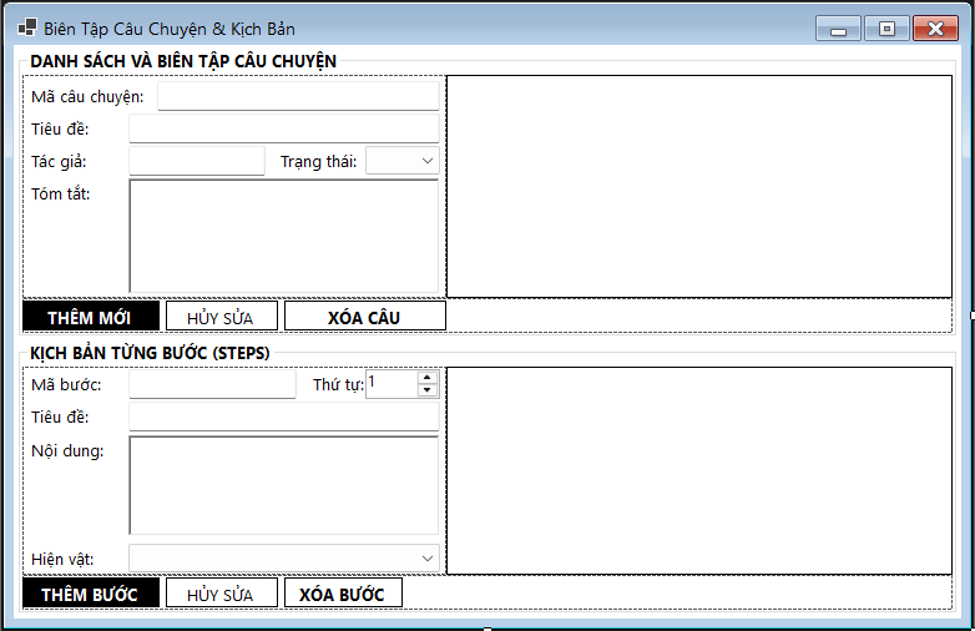 Biên Tập Câu Chuyện & Kịch Bản
DANH SÁCH VÀ BIÊN TẬP CÂU CHUYỆN
Mã câu chuyện:
Tiêu đề:
Tác giả: Trạng thái:
Tóm tắt:
THÊM MỚI HỦY SỬA XÓA CÂU
KỊCH BẢN TỪNG BƯỚC (STEPS)
Mã bước: Thứ tự: 1
Tiêu đề:
Nội dung:
Hiện vật:
THÊM BƯỚC HỦY SỬA XÓA BƯỚC